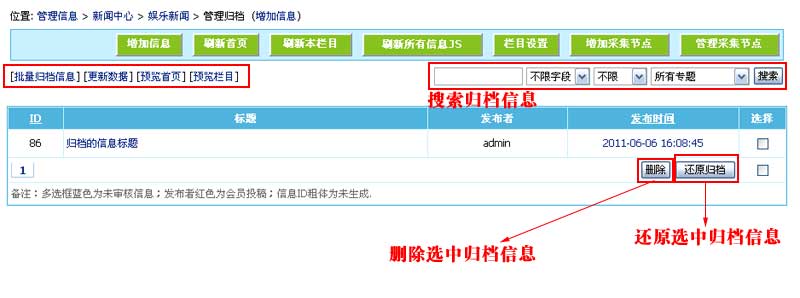 位置: 管理信息 > 新闻中心 > 娱乐新闻 > 管理归档 (增加信息)
增加信息 刷新首页 刷新本栏目 刷新所有信息JS 栏目设置 增加采集节点 管理采集节点
[批量归档信息] [更新数据] [预览首页] [预览栏目] 不限字段 不限 所有专题 搜索
搜索归档信息
ID 标题 发布者 发布时间 选择
86 归档的信息标题 admin 2011-06-06 16:08:45
1 删除 还原归档
备注：多选框蓝色为未审核信息；发布者红色为会员投稿；信息ID粗体为未生成.
还原选中归档信息
删除选中归档信息